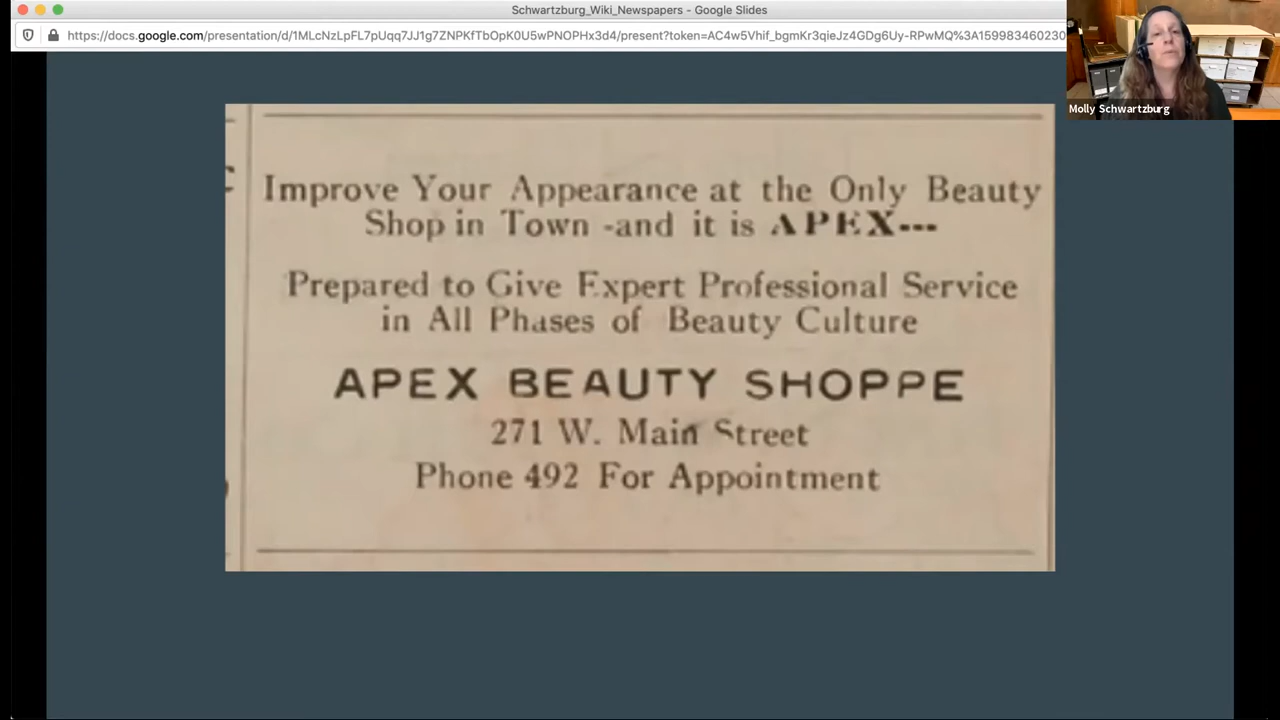 Schwartzburg_Wiki_Newspapers - Google Slides
https://docs.google.com/presentation/d/1MLcNzLpFL7pUqq7JJ1g7ZNPKfTbOpK0U5wPNOPHx3d4/present?token=AC4w5Vhif_bgmKr3qieJz4GDg6Uy-RPwMQ%3A159983460230
Molly Schwartzburg
Improve Your Appearance at the Only Beauty
Shop in Town -and it is APEX---
Prepared to Give Expert Professional Service
in All Phases of Beauty Culture
APEX BEAUTY SHOPPE
271 W. Main Street
Phone 492 For Appointment